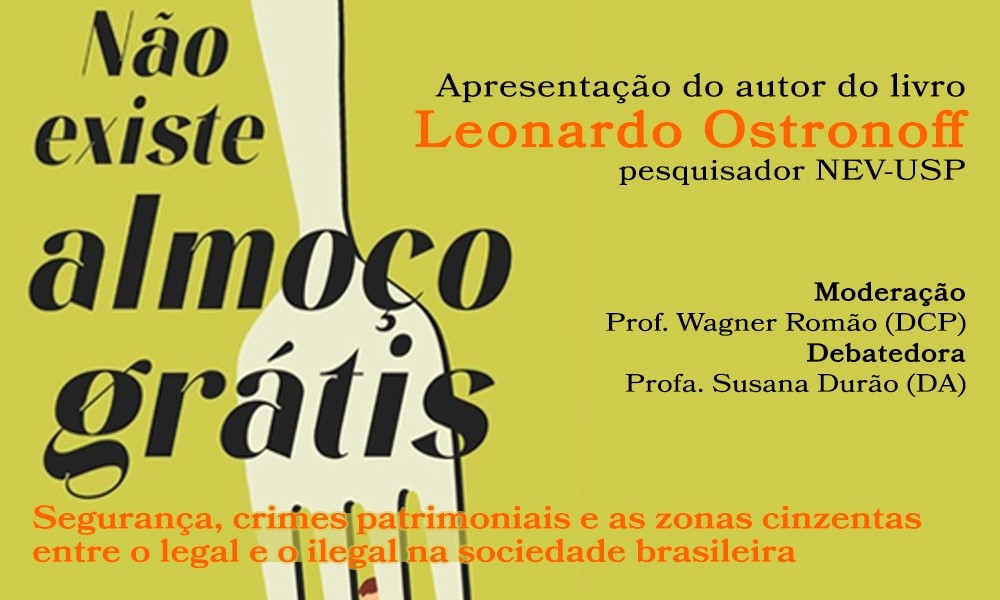 Não
existe
almoço
grátis
Apresentação do autor do livro
Leonardo Ostronoff
pesquisador NEV-USP
Moderação
Prof. Wagner Romão (DCP)
Debatedora
Profa. Susana Durão (DA)
Segurança, crimes patrimoniais e as zonas cinzentas
entre o legal e o ilegal na sociedade brasileira